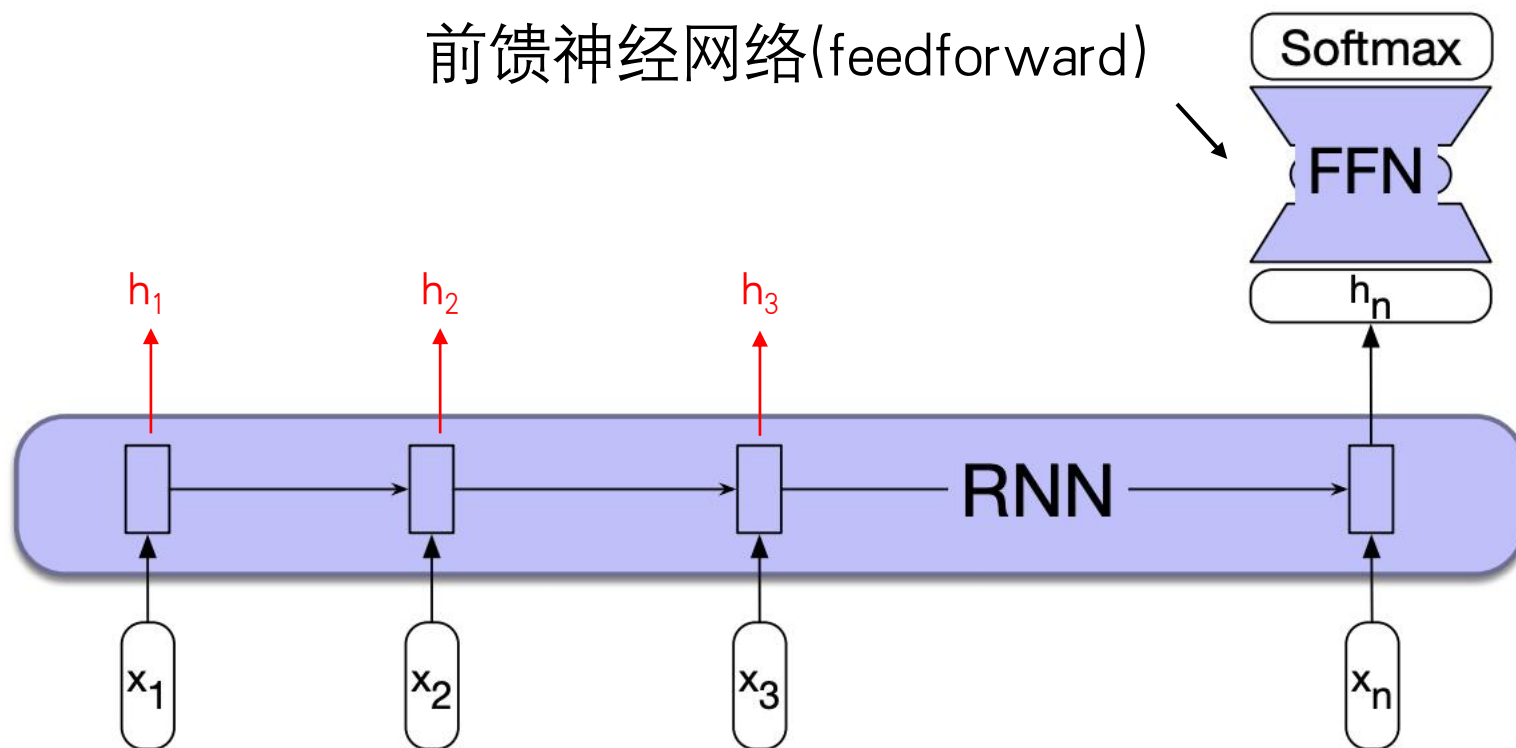 前馈神经网络(feedforward)
Softmax
FFN
h₁
h₂
h₃
hₙ
RNN
x₁
x₂
x₃
xₙ